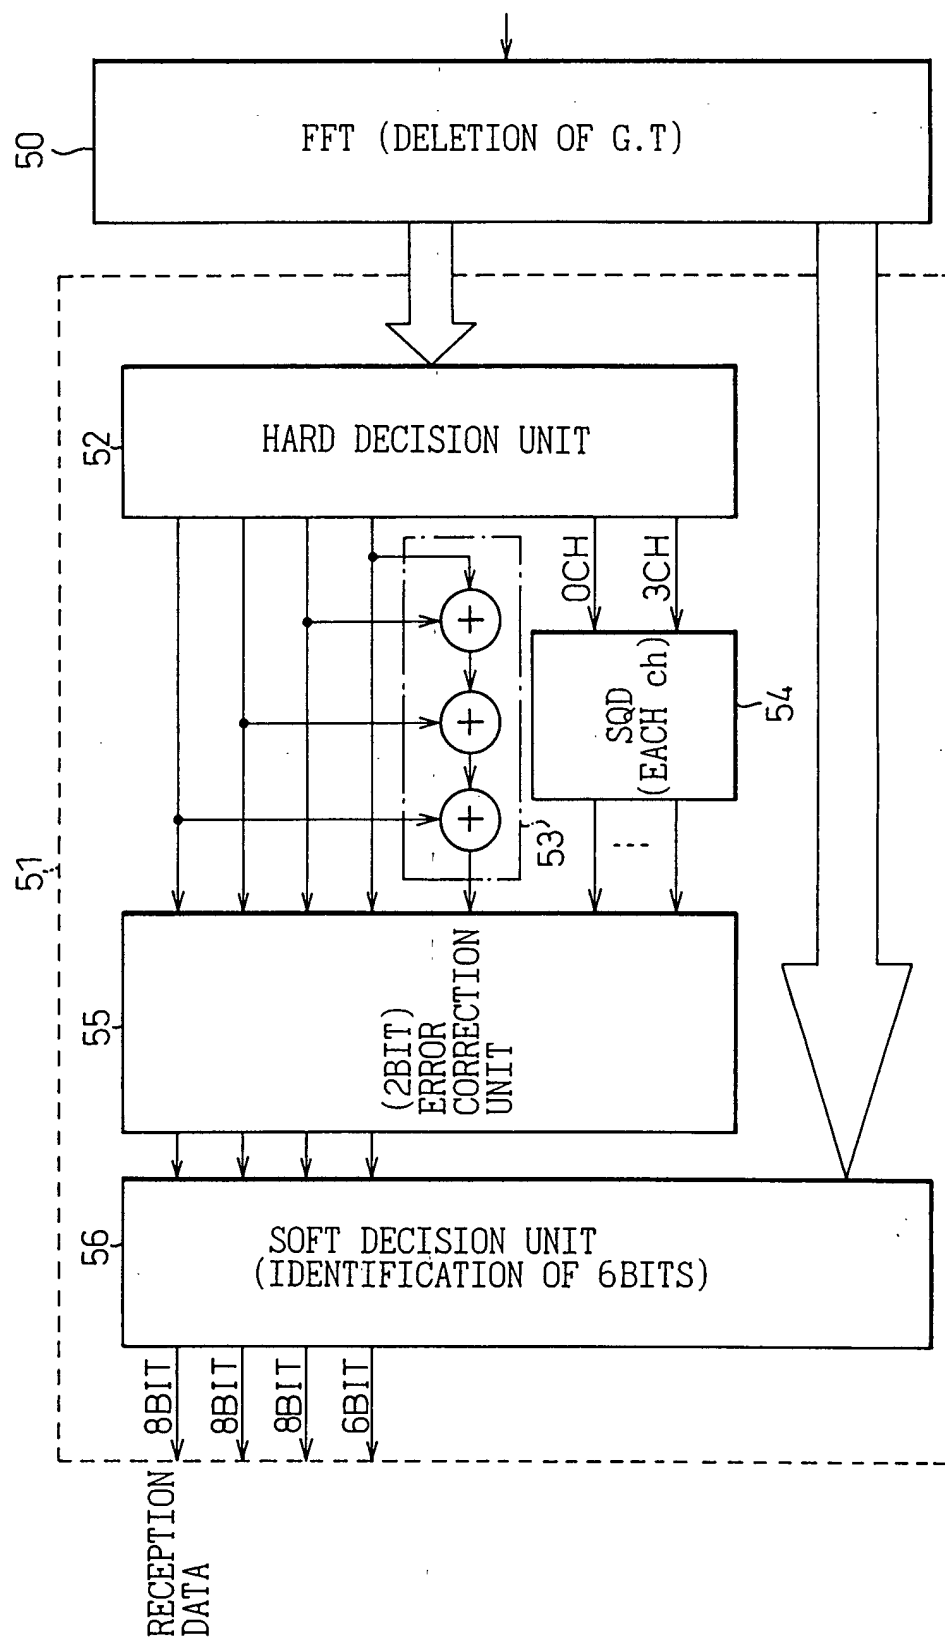 50
FFT (DELETION OF G.T)
51
52
HARD DECISION UNIT
0CH
3CH
SQD
(EACH ch)
54
53
55
(2BIT)
ERROR
CORRECTION
UNIT
56
SOFT DECISION UNIT
(IDENTIFICATION OF 6BITS)
8BIT
8BIT
8BIT
6BIT
RECEPTION
DATA